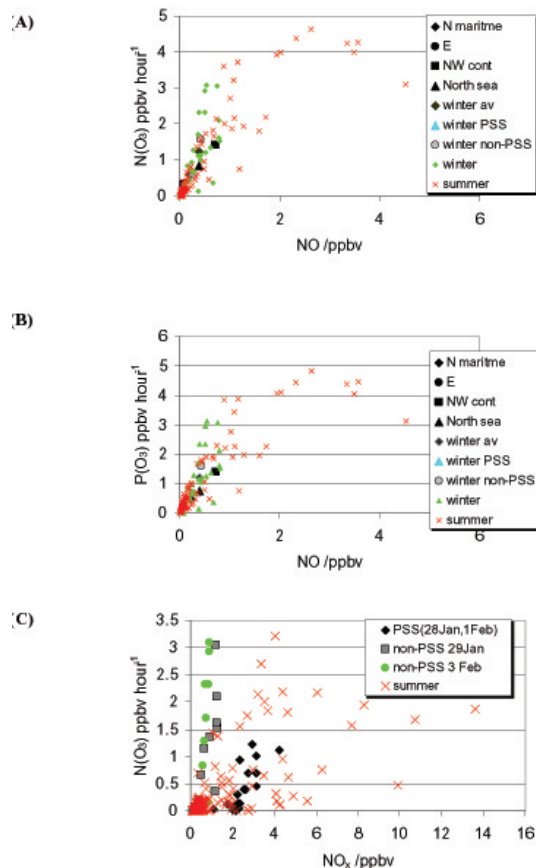 (A)
N(O₃) ppbv hour⁻¹
5
4
3
2
1
0
0 2 4 6
NO /ppbv
N maritme
E
NW cont
North sea
winter av
winter PSS
winter non-PSS
winter
summer
(B)
P(O₃) ppbv hour⁻¹
6
5
4
3
2
1
0
0 2 4 6
NO /ppbv
N maritme
E
NW cont
North sea
winter av
winter PSS
winter non-PSS
winter
summer
(C)
N(O₃) ppbv hour⁻¹
3.5
3
2.5
2
1.5
1
0.5
0
0 2 4 6 8 10 12 14 16
NOₓ/ppbv
PSS(28Jan,1Feb)
non-PSS 29Jan
non-PSS 3 Feb
summer